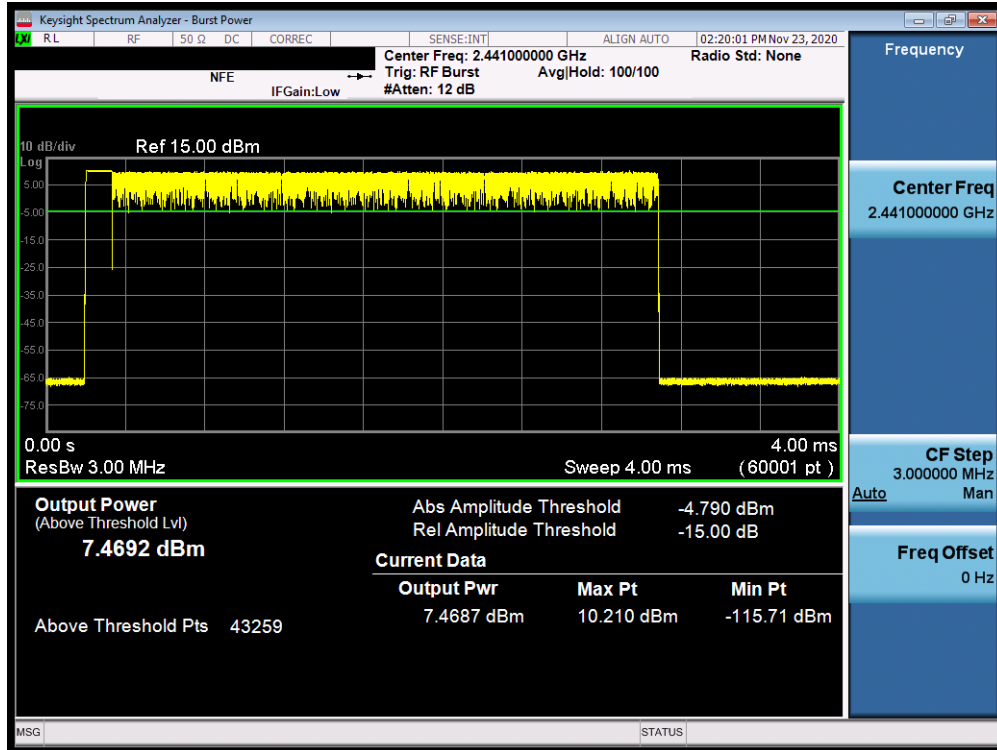 Keysight Spectrum Analyzer - Burst Power
LXI RL RF 50 Ω DC CORREC SENSE:INT ALIGN AUTO 02:20:01 PM Nov 23, 2020
Frequency
Center Freq: 2.441000000 GHz Radio Std: None
NFE Trig: RF Burst Avg|Hold: 100/100
IFGain:Low #Atten: 12 dB
10 dB/div Ref 15.00 dBm
Log
5.00
-5.00
-15.0
-25.0
-35.0
-45.0
-55.0
-65.0
-75.0
0.00 s 4.00 ms
ResBw 3.00 MHz Sweep 4.00 ms (60001 pt)
Output Power
(Above Threshold Lvl)
7.4692 dBm
Above Threshold Pts 43259
Abs Amplitude Threshold -4.790 dBm
Rel Amplitude Threshold -15.00 dB
Current Data
Output Pwr Max Pt Min Pt
7.4687 dBm 10.210 dBm -115.71 dBm
Center Freq
2.441000000 GHz
CF Step
3.000000 MHz
Auto Man
Freq Offset
0 Hz
MSG STATUS